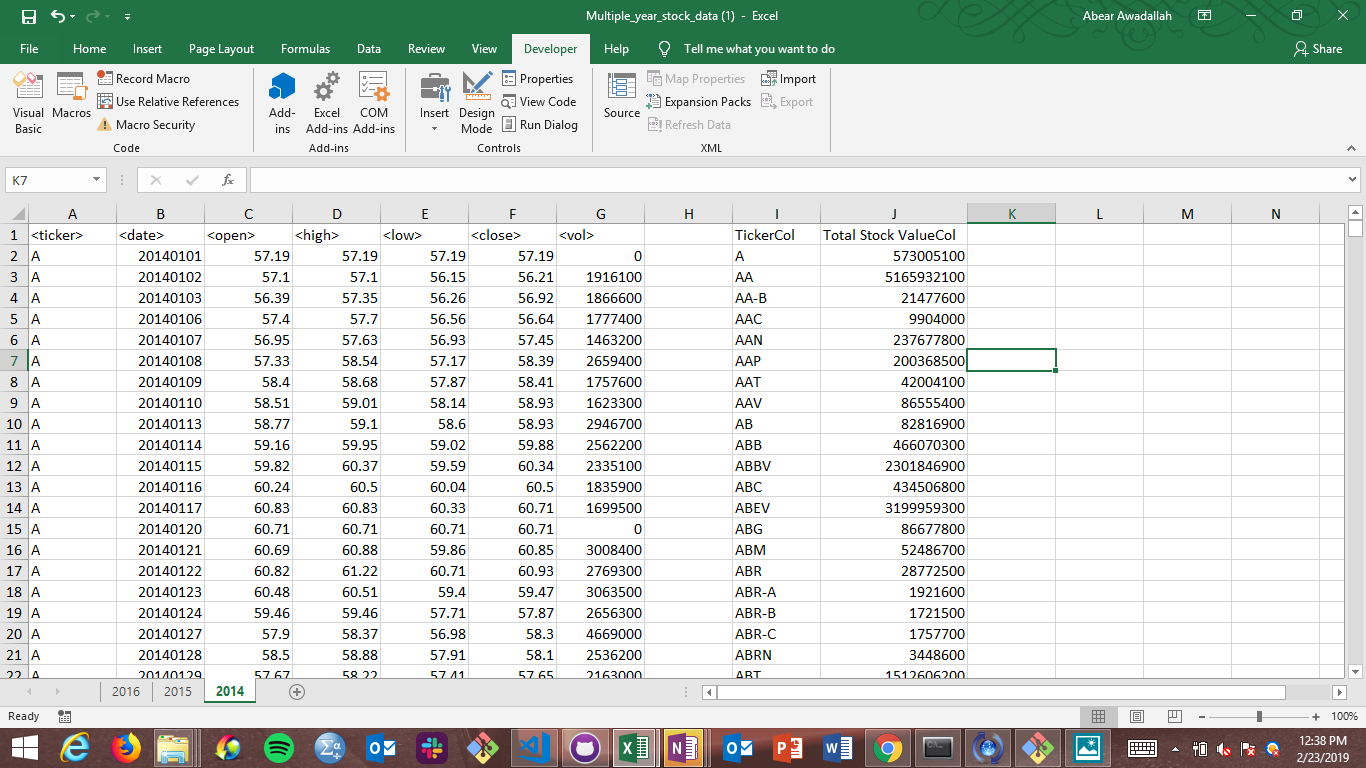 Multiple_year_stock_data (1) - Excel Abear Awadallah
File Home Insert Page Layout Formulas Data Review View Developer Help Tell me what you want to do Share
Visual Basic Macros Record Macro Use Relative References Macro Security Add-ins Excel Add-ins COM Add-ins Insert Design Mode Properties View Code Run Dialog Source Map Properties Expansion Packs Refresh Data Import Export
Code Add-ins Controls XML
K7 fx
A B C D E F G H I J K L M N
1 <ticker> <date> <open> <high> <low> <close> <vol> TickerCol Total Stock ValueCol
2 A 20140101 57.19 57.19 57.19 57.19 0 A 573005100
3 A 20140102 57.1 57.1 56.15 56.21 1916100 AA 5165932100
4 A 20140103 56.39 57.35 56.26 56.92 1866600 AA-B 21477600
5 A 20140106 57.4 57.7 56.56 56.64 1777400 AAC 9904000
6 A 20140107 56.95 57.63 56.93 57.45 1463200 AAN 237677800
7 A 20140108 57.33 58.54 57.17 58.39 2659400 AAP 200368500
8 A 20140109 58.4 58.68 57.87 58.41 1757600 AAT 42004100
9 A 20140110 58.51 59.01 58.14 58.93 1623300 AAV 86555400
10 A 20140113 58.77 59.1 58.6 58.93 2946700 AB 82816900
11 A 20140114 59.16 59.95 59.02 59.88 2562200 ABB 466070300
12 A 20140115 59.82 60.37 59.59 60.34 2335100 ABBV 2301846900
13 A 20140116 60.24 60.5 60.04 60.5 1835900 ABC 434506800
14 A 20140117 60.83 60.83 60.33 60.71 1699500 ABEV 3199959300
15 A 20140120 60.71 60.71 60.71 60.71 0 ABG 86677800
16 A 20140121 60.69 60.88 59.86 60.85 3008400 ABM 52486700
17 A 20140122 60.82 61.22 60.71 60.93 2769300 ABR 28772500
18 A 20140123 60.48 60.51 59.4 59.47 3063500 ABR-A 1921600
19 A 20140124 59.46 59.46 57.71 57.87 2656300 ABR-B 1721500
20 A 20140127 57.9 58.37 56.98 58.3 4669000 ABR-C 1757700
21 A 20140128 58.5 58.88 57.91 58.1 2536200 ABRN 3448600
22 A 20140129 57.67 58.22 57.41 57.65 2163000 ABT 1512606200
2016 2015 2014
Ready 100%
12:38 PM
2/23/2019